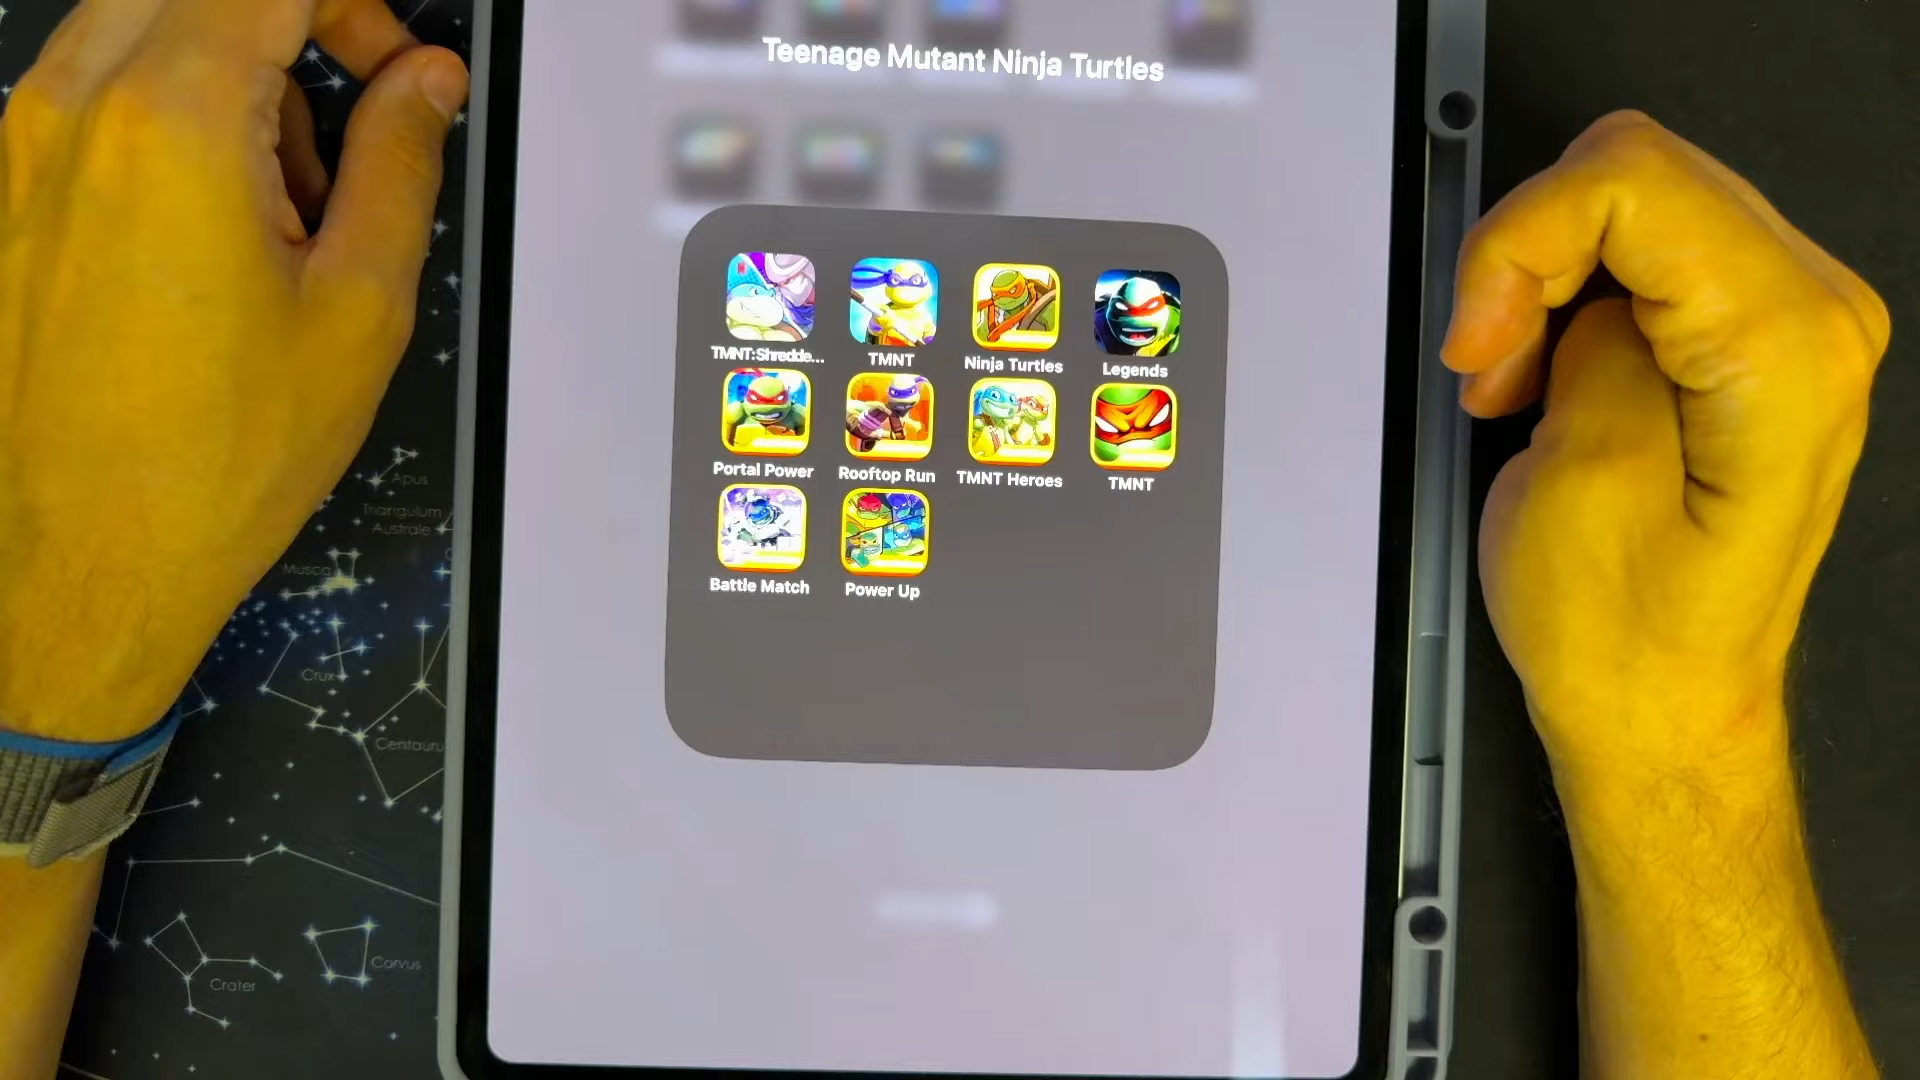 Teenage Mutant Ninja Turtles
TMNT:Shredde...
TMNT
Ninja Turtles
Legends
Portal Power
Rooftop Run
TMNT Heroes
TMNT
Battle Match
Power Up
Apus
Triangulum
Australe
Musca
Crux
Centauru
Crater
Corvus